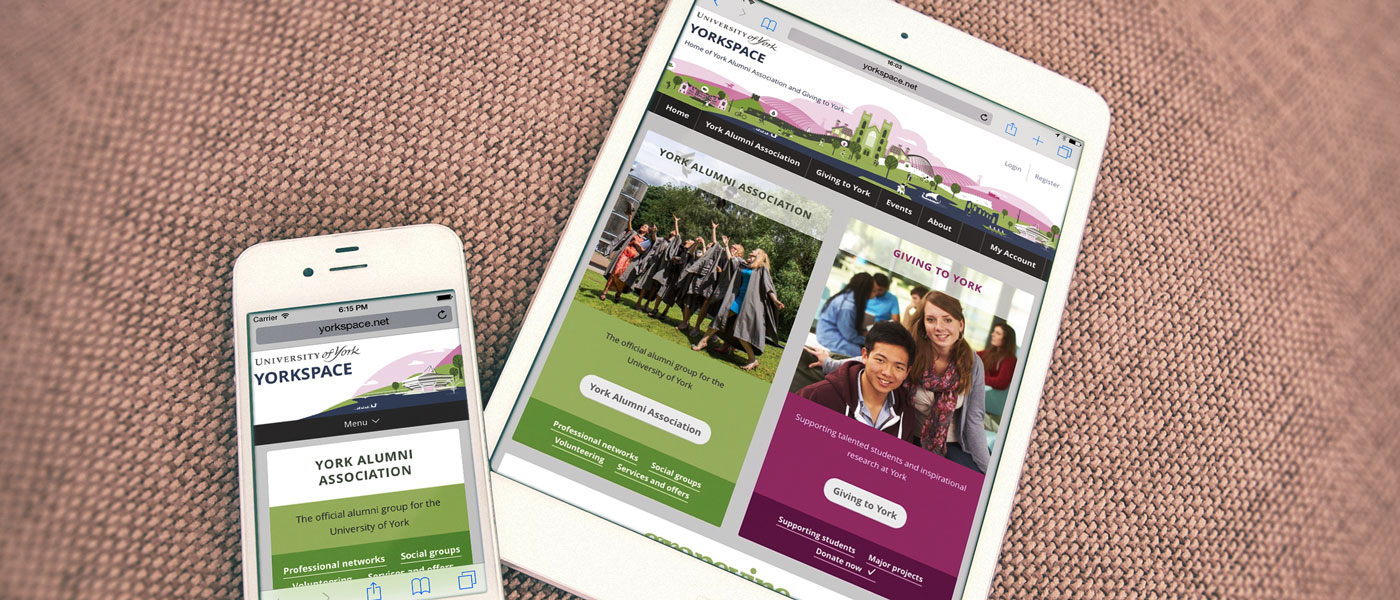 Carrier
6:15 PM
yorkspace.net
UNIVERSITY of York
YORKSPACE
Menu
YORK ALUMNI
ASSOCIATION
The official alumni group for the
University of York
Professional networks Social groups
Volunteering Services and offers
16:03
yorkspace.net
UNIVERSITY of York
YORKSPACE
Home of York Alumni Association and Giving to York
Login Register
Home York Alumni Association Giving to York Events About My Account
YORK ALUMNI ASSOCIATION
The official alumni group for the
University of York
York Alumni Association
Professional networks Social groups
Volunteering Services and offers
GIVING TO YORK
Supporting talented students and inspirational
research at York
Giving to York
Supporting students Major projects
Donate now